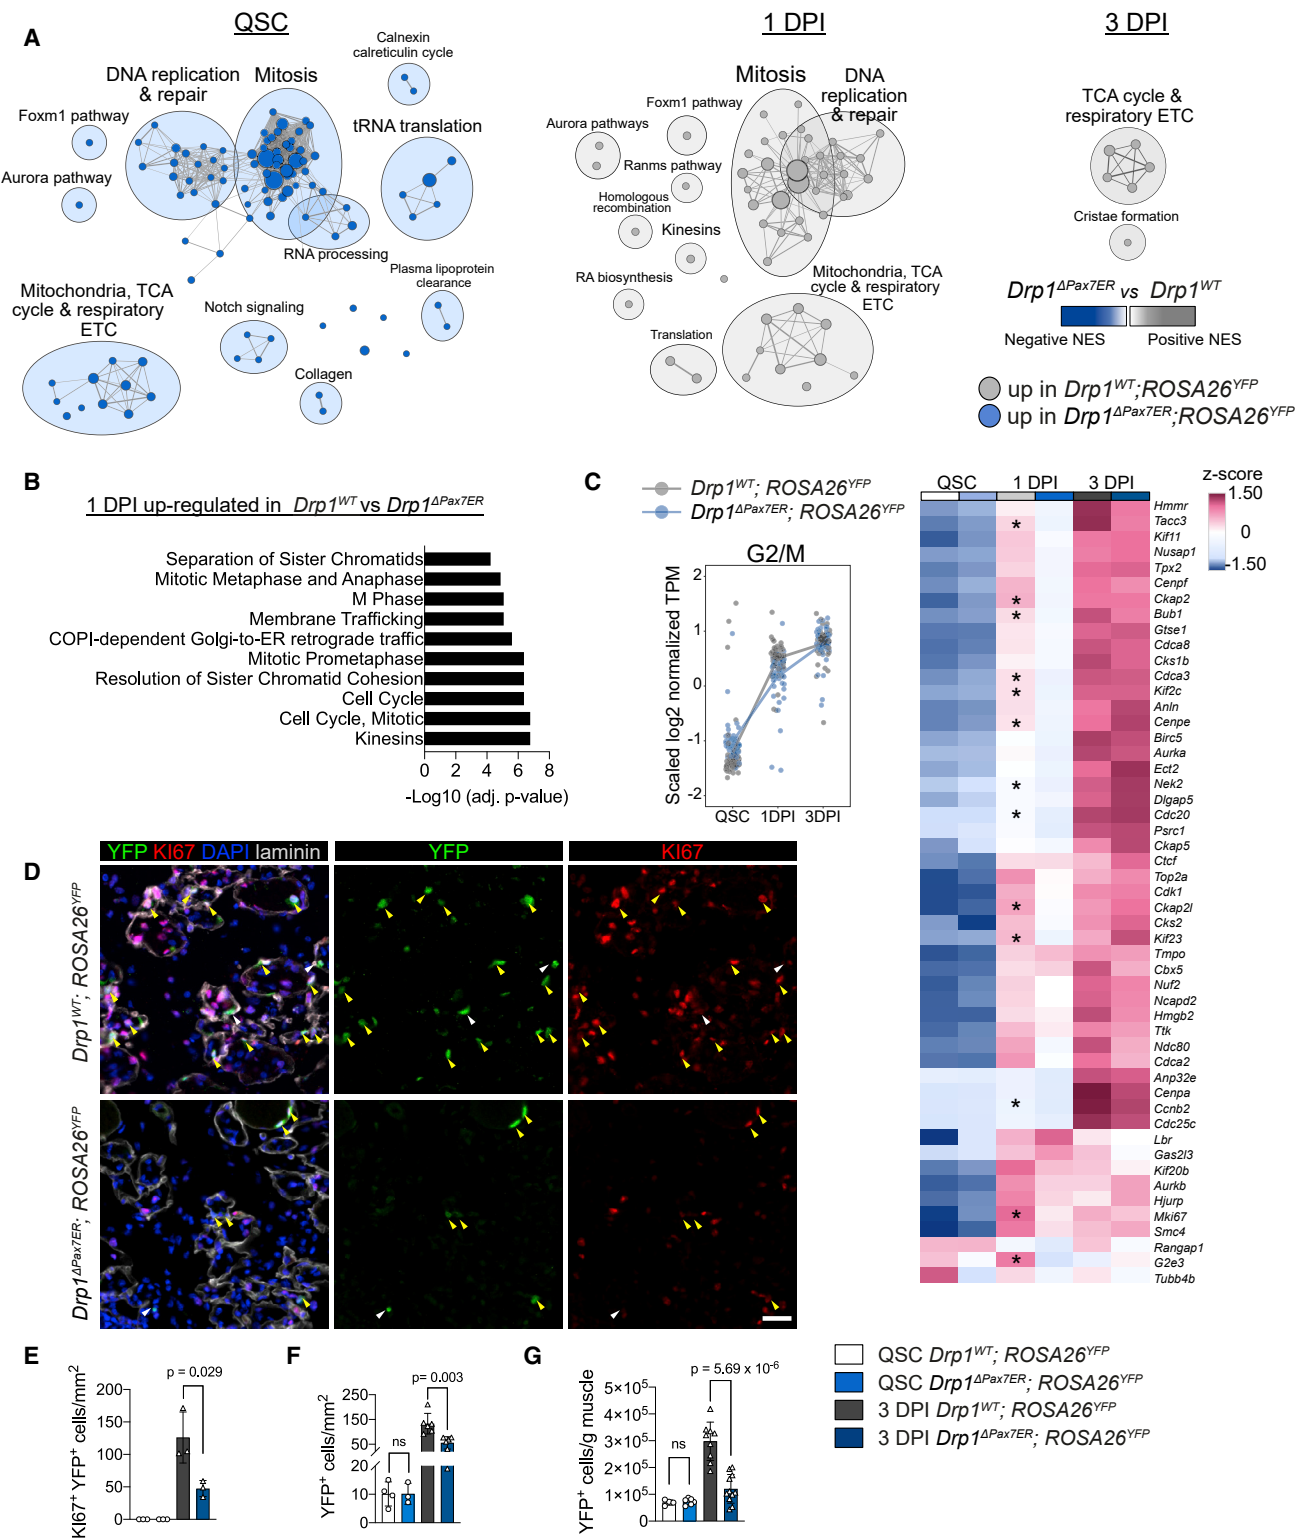 QSC
1 DPI
3 DPI
A
Calnexin
calreticulin cycle
DNA replication
& repair
Mitosis
Foxm1 pathway
tRNA translation
Aurora pathway
RNA processing
Plasma lipoprotein
clearance
Mitochondria, TCA
cycle & respiratory
ETC
Notch signaling
Collagen
Mitosis
DNA
replication
& repair
Foxm1 pathway
Aurora pathways
Ranms pathway
Homologous
recombination
Kinesins
RA biosynthesis
Mitochondria, TCA
cycle & respiratory
ETC
Translation
TCA cycle &
respiratory ETC
Cristae formation
Drp1ΔPax7ER vs Drp1WT
Negative NES
Positive NES
up in Drp1WT;ROSA26YFP
up in Drp1ΔPax7ER;ROSA26YFP
B
1 DPI up-regulated in Drp1WT vs Drp1ΔPax7ER
Separation of Sister Chromatids
Mitotic Metaphase and Anaphase
M Phase
Membrane Trafficking
COPI-dependent Golgi-to-ER retrograde traffic
Mitotic Prometaphase
Resolution of Sister Chromatid Cohesion
Cell Cycle
Cell Cycle, Mitotic
Kinesins
0 2 4 6 8
-Log10 (adj. p-value)
C
Drp1WT; ROSA26YFP
Drp1ΔPax7ER; ROSA26YFP
G2/M
Scaled log2 normalized TPM
2
1
0
-1
-2
QSC 1DPI 3DPI
QSC 1 DPI 3 DPI
z-score
1.50
0
-1.50
Hmmr
Tacc3
*
Kif11
Nusap1
Tpx2
Cenpf
Ckap2
*
Bub1
*
Gtse1
Cdca8
Cks1b
Cdca3
*
Kif2c
*
Anln
Cenpe
*
Birc5
Aurka
Ect2
Nek2
*
Dlgap5
Cdc20
*
Psrc1
Ckap5
Ctcf
Top2a
Cdk1
Ckap2l
*
Cks2
Kif23
*
Tmpo
Cbx5
Nuf2
Ncapd2
Hmgb2
Ttk
Ndc80
Cdca2
Anp32e
Cenpa
Ccnb2
*
Cdc25c
Lbr
Gas2l3
Kif20b
Aurkb
Hjurp
Mki67
*
Smc4
Rangap1
G2e3
*
Tubb4b
D
YFP KI67 DAPI laminin
YFP
KI67
Drp1WT; ROSA26YFP
Drp1ΔPax7ER; ROSA26YFP
E
KI67+ YFP+ cells/mm2
200
150
100
50
0
p = 0.029
F
YFP+ cells/mm2
250
150
50
20
10
0
ns
p= 0.003
G
YFP+ cells/g muscle
5×105
4×105
3×105
2×105
1×105
0
ns
p = 5.69 x 10-6
QSC Drp1WT; ROSA26YFP
QSC Drp1ΔPax7ER; ROSA26YFP
3 DPI Drp1WT; ROSA26YFP
3 DPI Drp1ΔPax7ER; ROSA26YFP